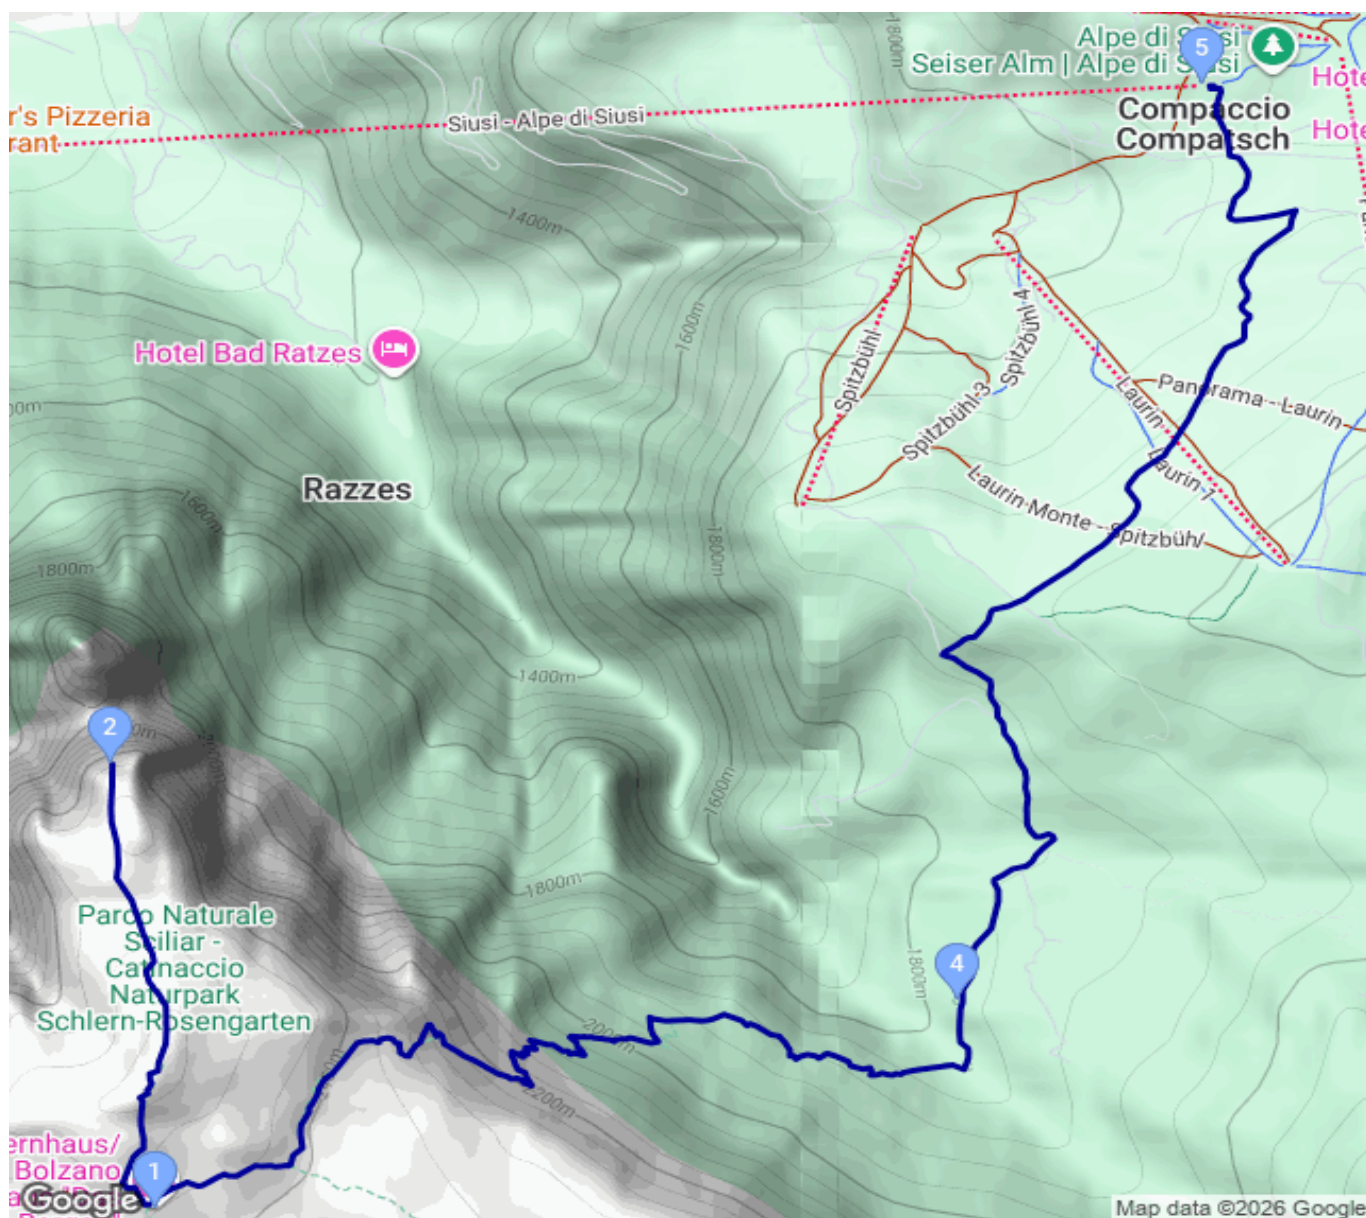 1800m
Alpe di S si
Seiser Alm | Alpe di Siusi
5
Hote
r's Pizzeria
rant
Siusi - Alpe di Siusi
Compaccio
Compatsch
Hote
1400m
1600m
Hotel Bad Ratzes
Spitzbühl
Spitzbühl 4
Spitzbühl-3
Laurin
Panorama - Laurin
Laurin 1
Laurin-Monte - Spitzbühl
00m
Razzes
1600m
1800m
1800m
1400m
2
1600m
1800m
Parco Naturale
Sciliar -
Catinaccio
Naturpark
Schlern-Rosengarten
4
1800m
2000m
2200m
ernhaus/
Bolzano
1
Google
Map data ©2026 Google